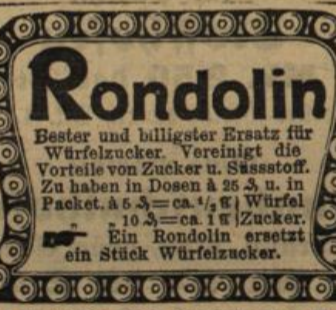 Rondolin
Bester und billigster Ersatz für
Würfelzucker. Vereinigt die
Vorteile von Zucker u. Süssstoff.
Zu haben in Dosen à 25 ₰ u. in
Packet. à 5 ₰ = ca. ½ ℔ | Würfel
" " 10 ₰ = ca. 1 ℔ | Zucker.
☛ Ein Rondolin ersetzt
ein Stück Würfelzucker.